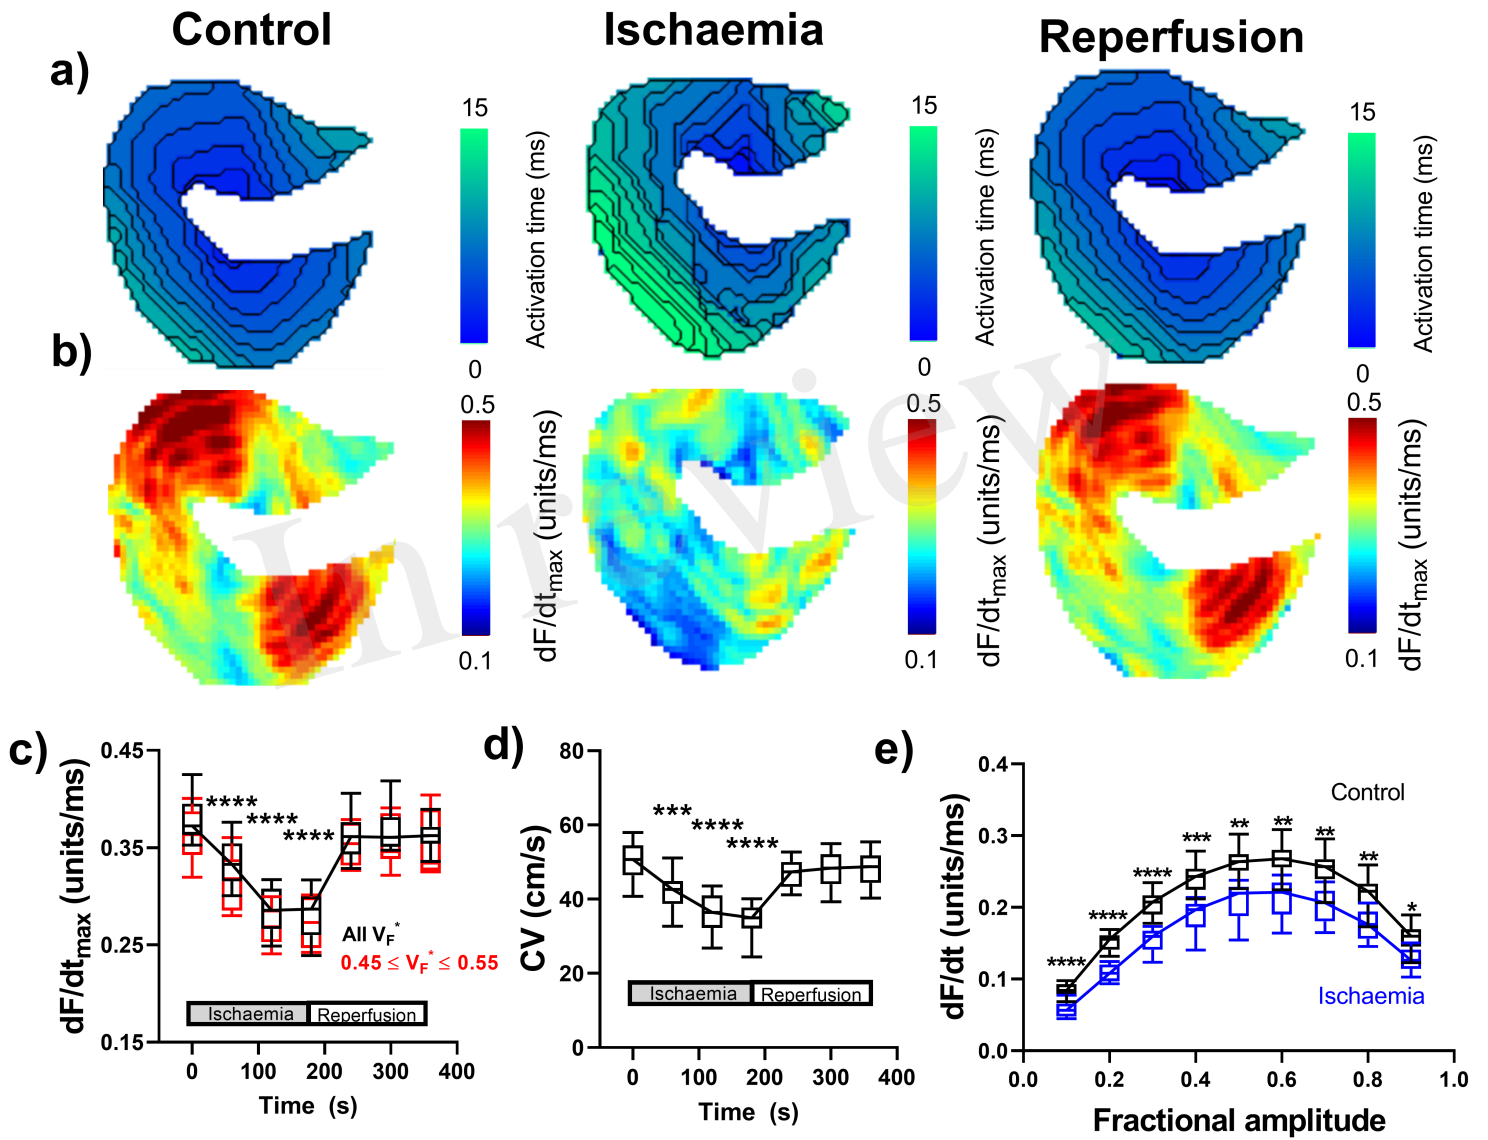 Control
Ischaemia
Reperfusion
a)
15
Activation time (ms)
0
15
Activation time (ms)
0
15
Activation time (ms)
0
b)
0.5
dF/dtmax (units/ms)
0.1
0.5
dF/dtmax (units/ms)
0.1
0.5
dF/dtmax (units/ms)
0.1
In review
c)
dF/dtmax (units/ms)
0.45
0.35
0.25
0.15
****
****
****
All VF*
0.45 ≤ VF* ≤ 0.55
Ischaemia
Reperfusion
0 100 200 300 400
Time (s)
d)
CV (cm/s)
80
60
40
20
0
***
****
****
Ischaemia
Reperfusion
0 100 200 300 400
Time (s)
e)
dF/dt (units/ms)
0.4
0.3
0.2
0.1
0.0
Control
****
****
****
***
**
**
**
**
*
Ischaemia
0.0 0.2 0.4 0.6 0.8 1.0
Fractional amplitude